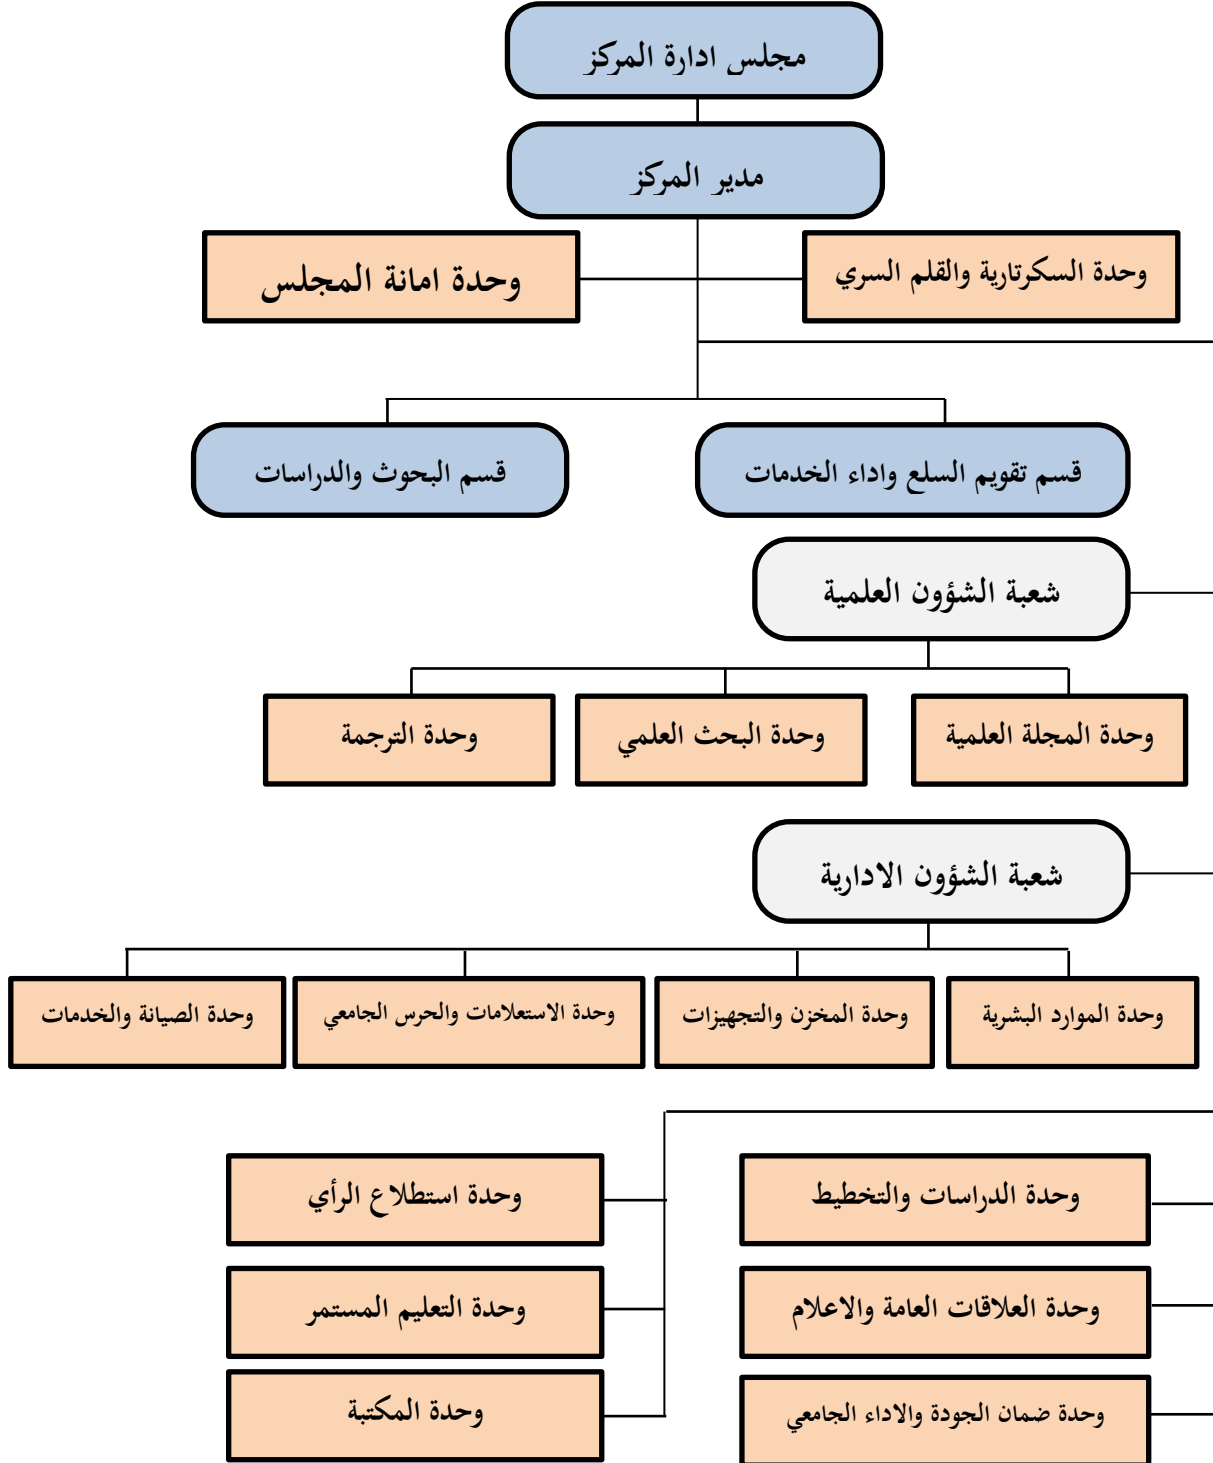 مجلس ادارة المركز
مدير المركز
وحدة السكرتارية والقلم السري
وحدة امانة المجلس
قسم تقويم السلع واداء الخدمات
قسم البحوث والدراسات
شعبة الشؤون العلمية
وحدة المجلة العلمية
وحدة البحث العلمي
وحدة الترجمة
شعبة الشؤون الادارية
وحدة الموارد البشرية
وحدة المخزن والتجهيزات
وحدة الاستعلامات والحرس الجامعي
وحدة الصيانة والخدمات
وحدة الدراسات والتخطيط
وحدة استطلاع الرأي
وحدة العلاقات العامة والاعلام
وحدة التعليم المستمر
وحدة ضمان الجودة والاداء الجامعي
وحدة المكتبة